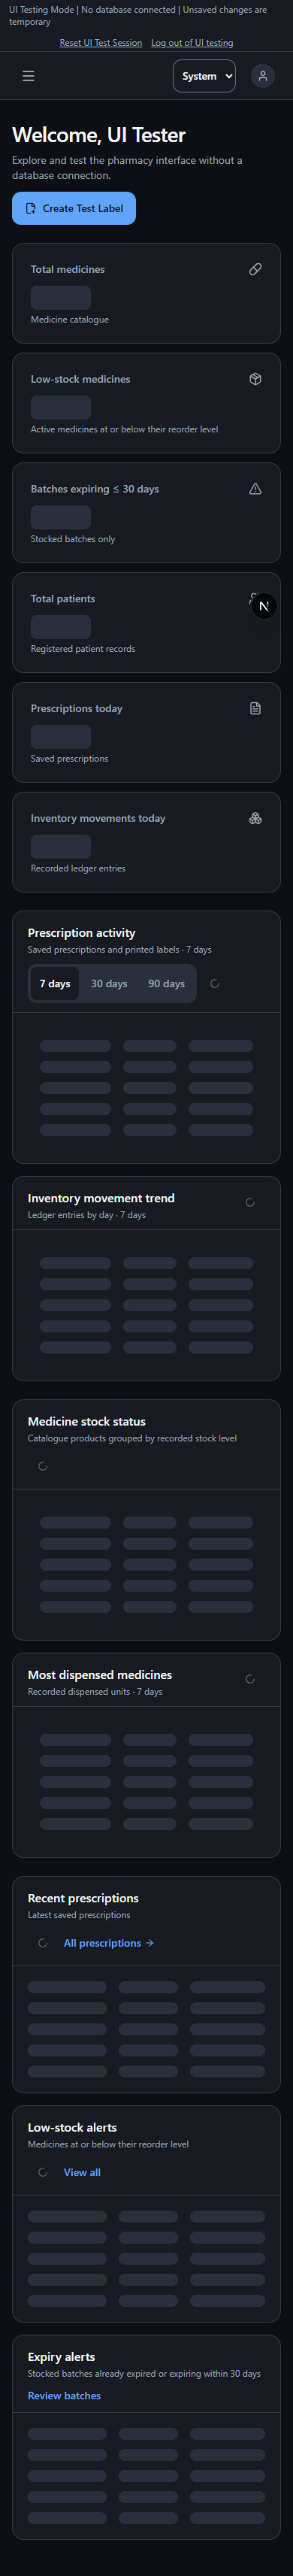 UI Testing Mode | No database connected | Unsaved changes are
temporary
Reset UI Test Session Log out of UI testing
System
Welcome, UI Tester
Explore and test the pharmacy interface without a
database connection.
Create Test Label
Total medicines
Medicine catalogue
Low-stock medicines
Active medicines at or below their reorder level
Batches expiring ≤ 30 days
Stocked batches only
Total patients
N
Registered patient records
Prescriptions today
Saved prescriptions
Inventory movements today
Recorded ledger entries
Prescription activity
Saved prescriptions and printed labels · 7 days
7 days 30 days 90 days
Inventory movement trend
Ledger entries by day · 7 days
Medicine stock status
Catalogue products grouped by recorded stock level
Most dispensed medicines
Recorded dispensed units · 7 days
Recent prescriptions
Latest saved prescriptions
All prescriptions →
Low-stock alerts
Medicines at or below their reorder level
View all
Expiry alerts
Stocked batches already expired or expiring within 30 days
Review batches